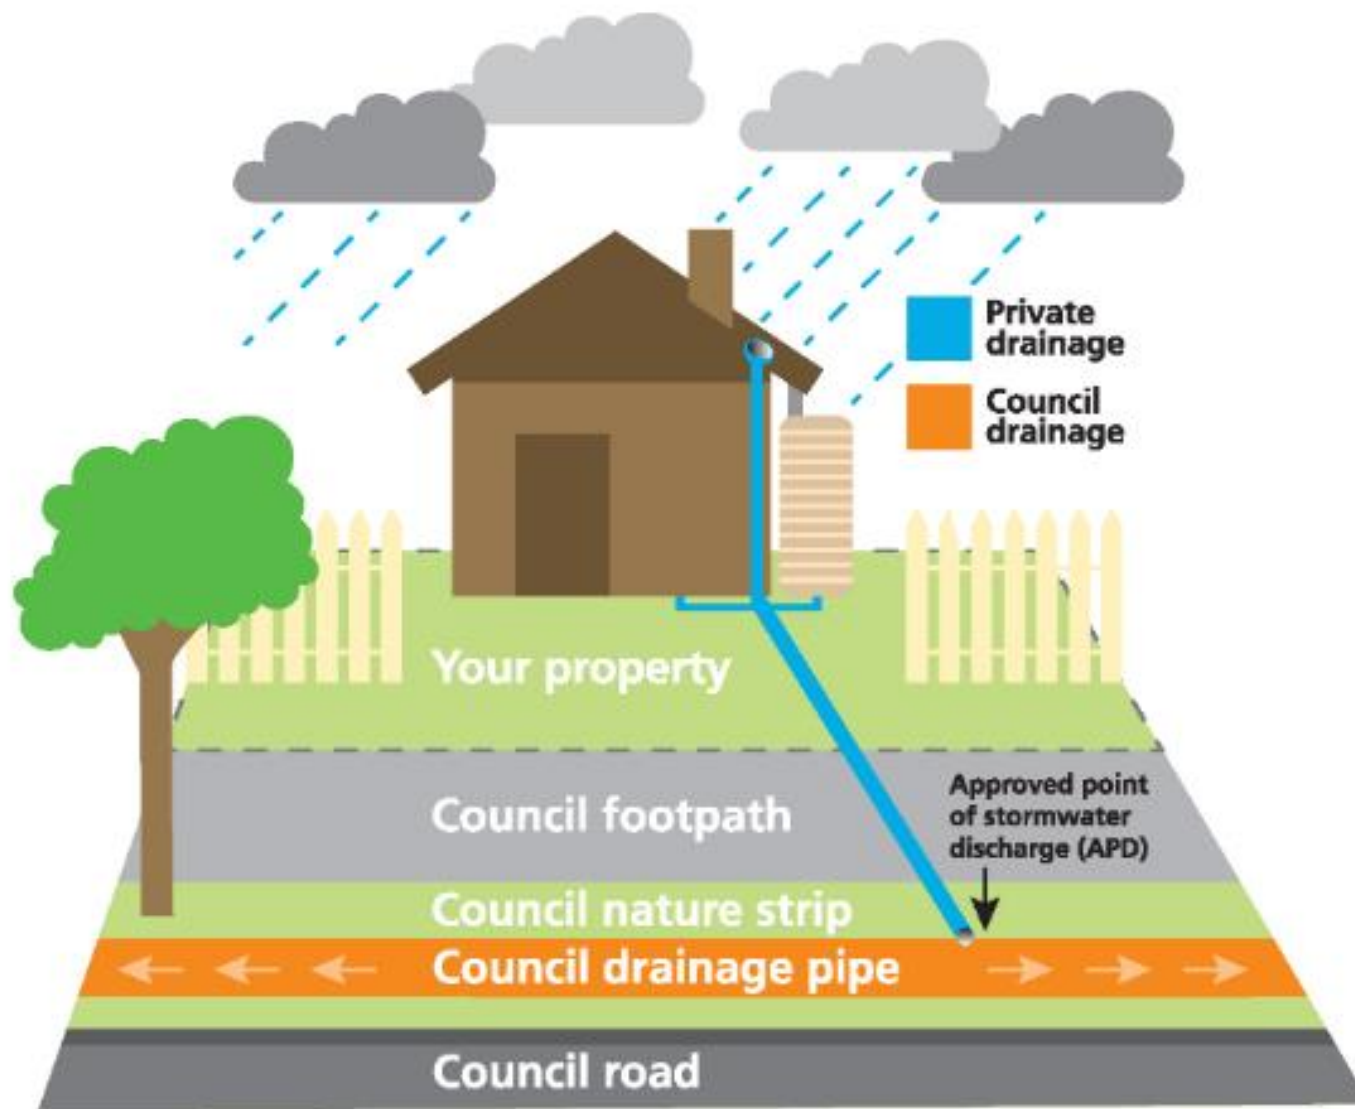 Private
drainage
Council
drainage
Your property
Approved point
of stormwater
discharge (APD)
Council footpath
Council nature strip
Council drainage pipe
Council road